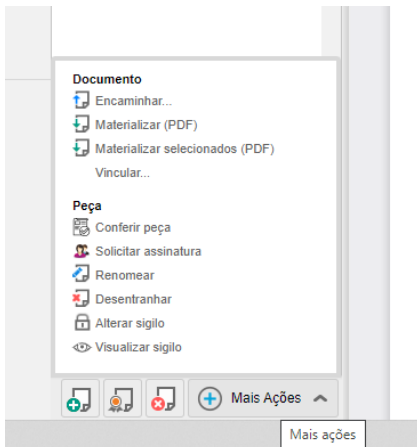 Documento
Encaminhar...
Materializar (PDF)
Materializar selecionados (PDF)
Vincular...
Peça
Conferir peça
Solicitar assinatura
Renomear
Desentranhar
Alterar sigilo
Visualizar sigilo
Mais Ações
Mais ações